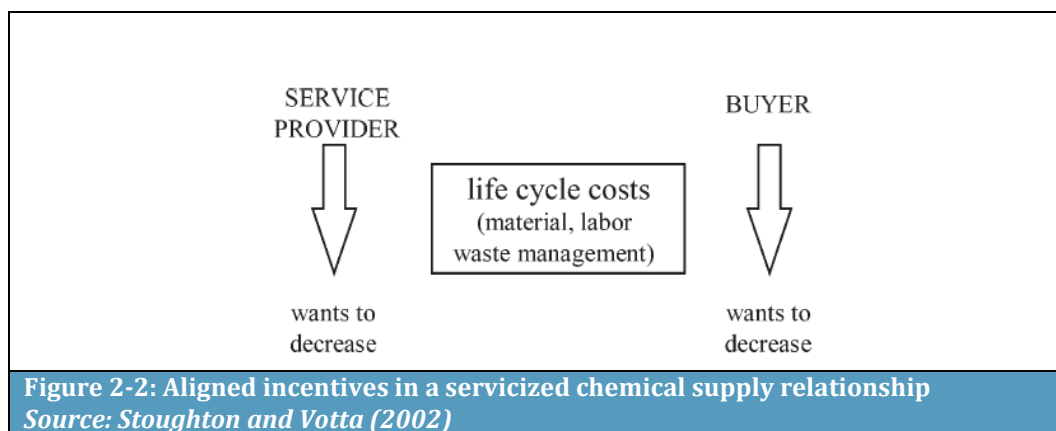 SERVICE
PROVIDER
BUYER
life cycle costs
(material, labor
waste management)
wants to
decrease
wants to
decrease
Figure 2-2: Aligned incentives in a servicized chemical supply relationship
Source: Stoughton and Votta (2002)